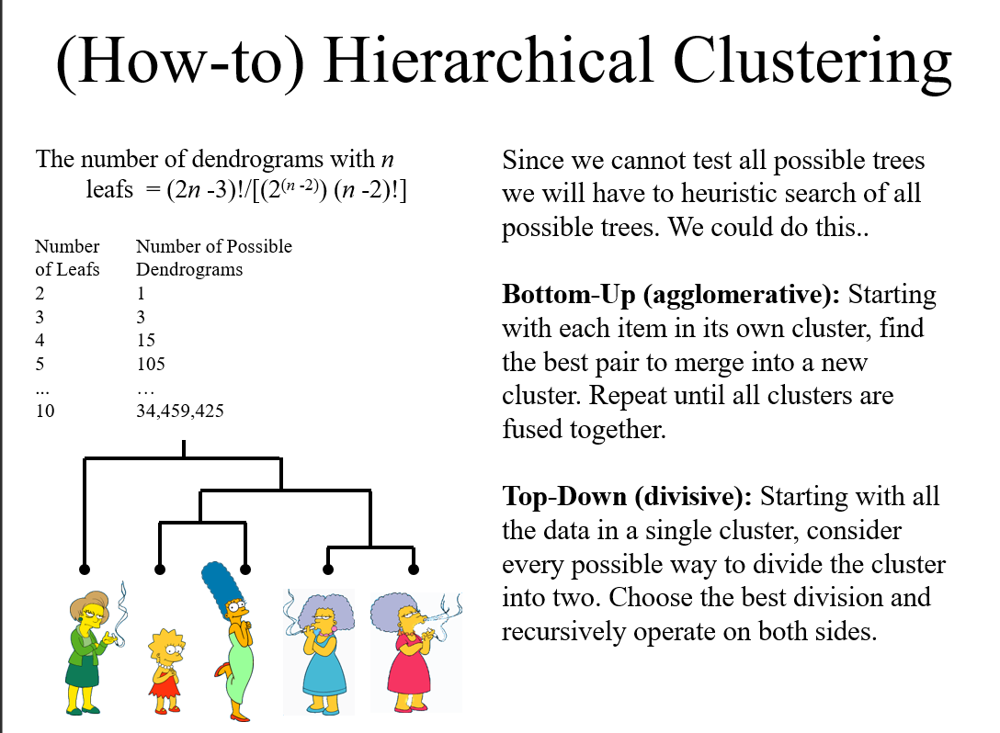 (How-to) Hierarchical Clustering
The number of dendrograms with n
leafs = (2n -3)!/[(2^(n -2)) (n -2)!]
Number Number of Possible
of Leafs Dendrograms
2 1
3 3
4 15
5 105
... …
10 34,459,425
Since we cannot test all possible trees
we will have to heuristic search of all
possible trees. We could do this..
Bottom-Up (agglomerative): Starting
with each item in its own cluster, find
the best pair to merge into a new
cluster. Repeat until all clusters are
fused together.
Top-Down (divisive): Starting with all
the data in a single cluster, consider
every possible way to divide the cluster
into two. Choose the best division and
recursively operate on both sides.